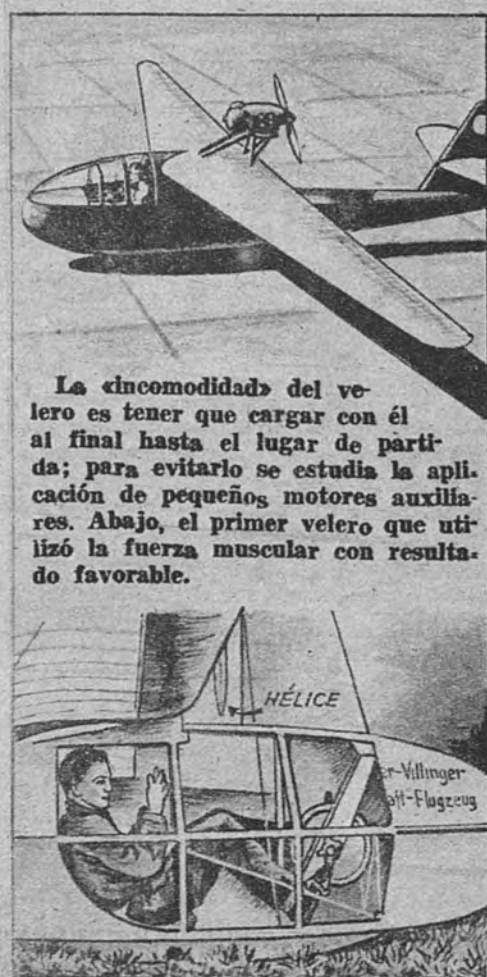 La «incomodidad» del ve-
lero es tener que cargar con él
al final hasta el lugar de parti-
da; para evitarlo se estudia la apli-
cación de pequeños motores auxilia-
res. Abajo, el primer velero que uti-
lizó la fuerza muscular con resulta-
do favorable.
HÉLICE
er-Villinger
aft-Flugzeug